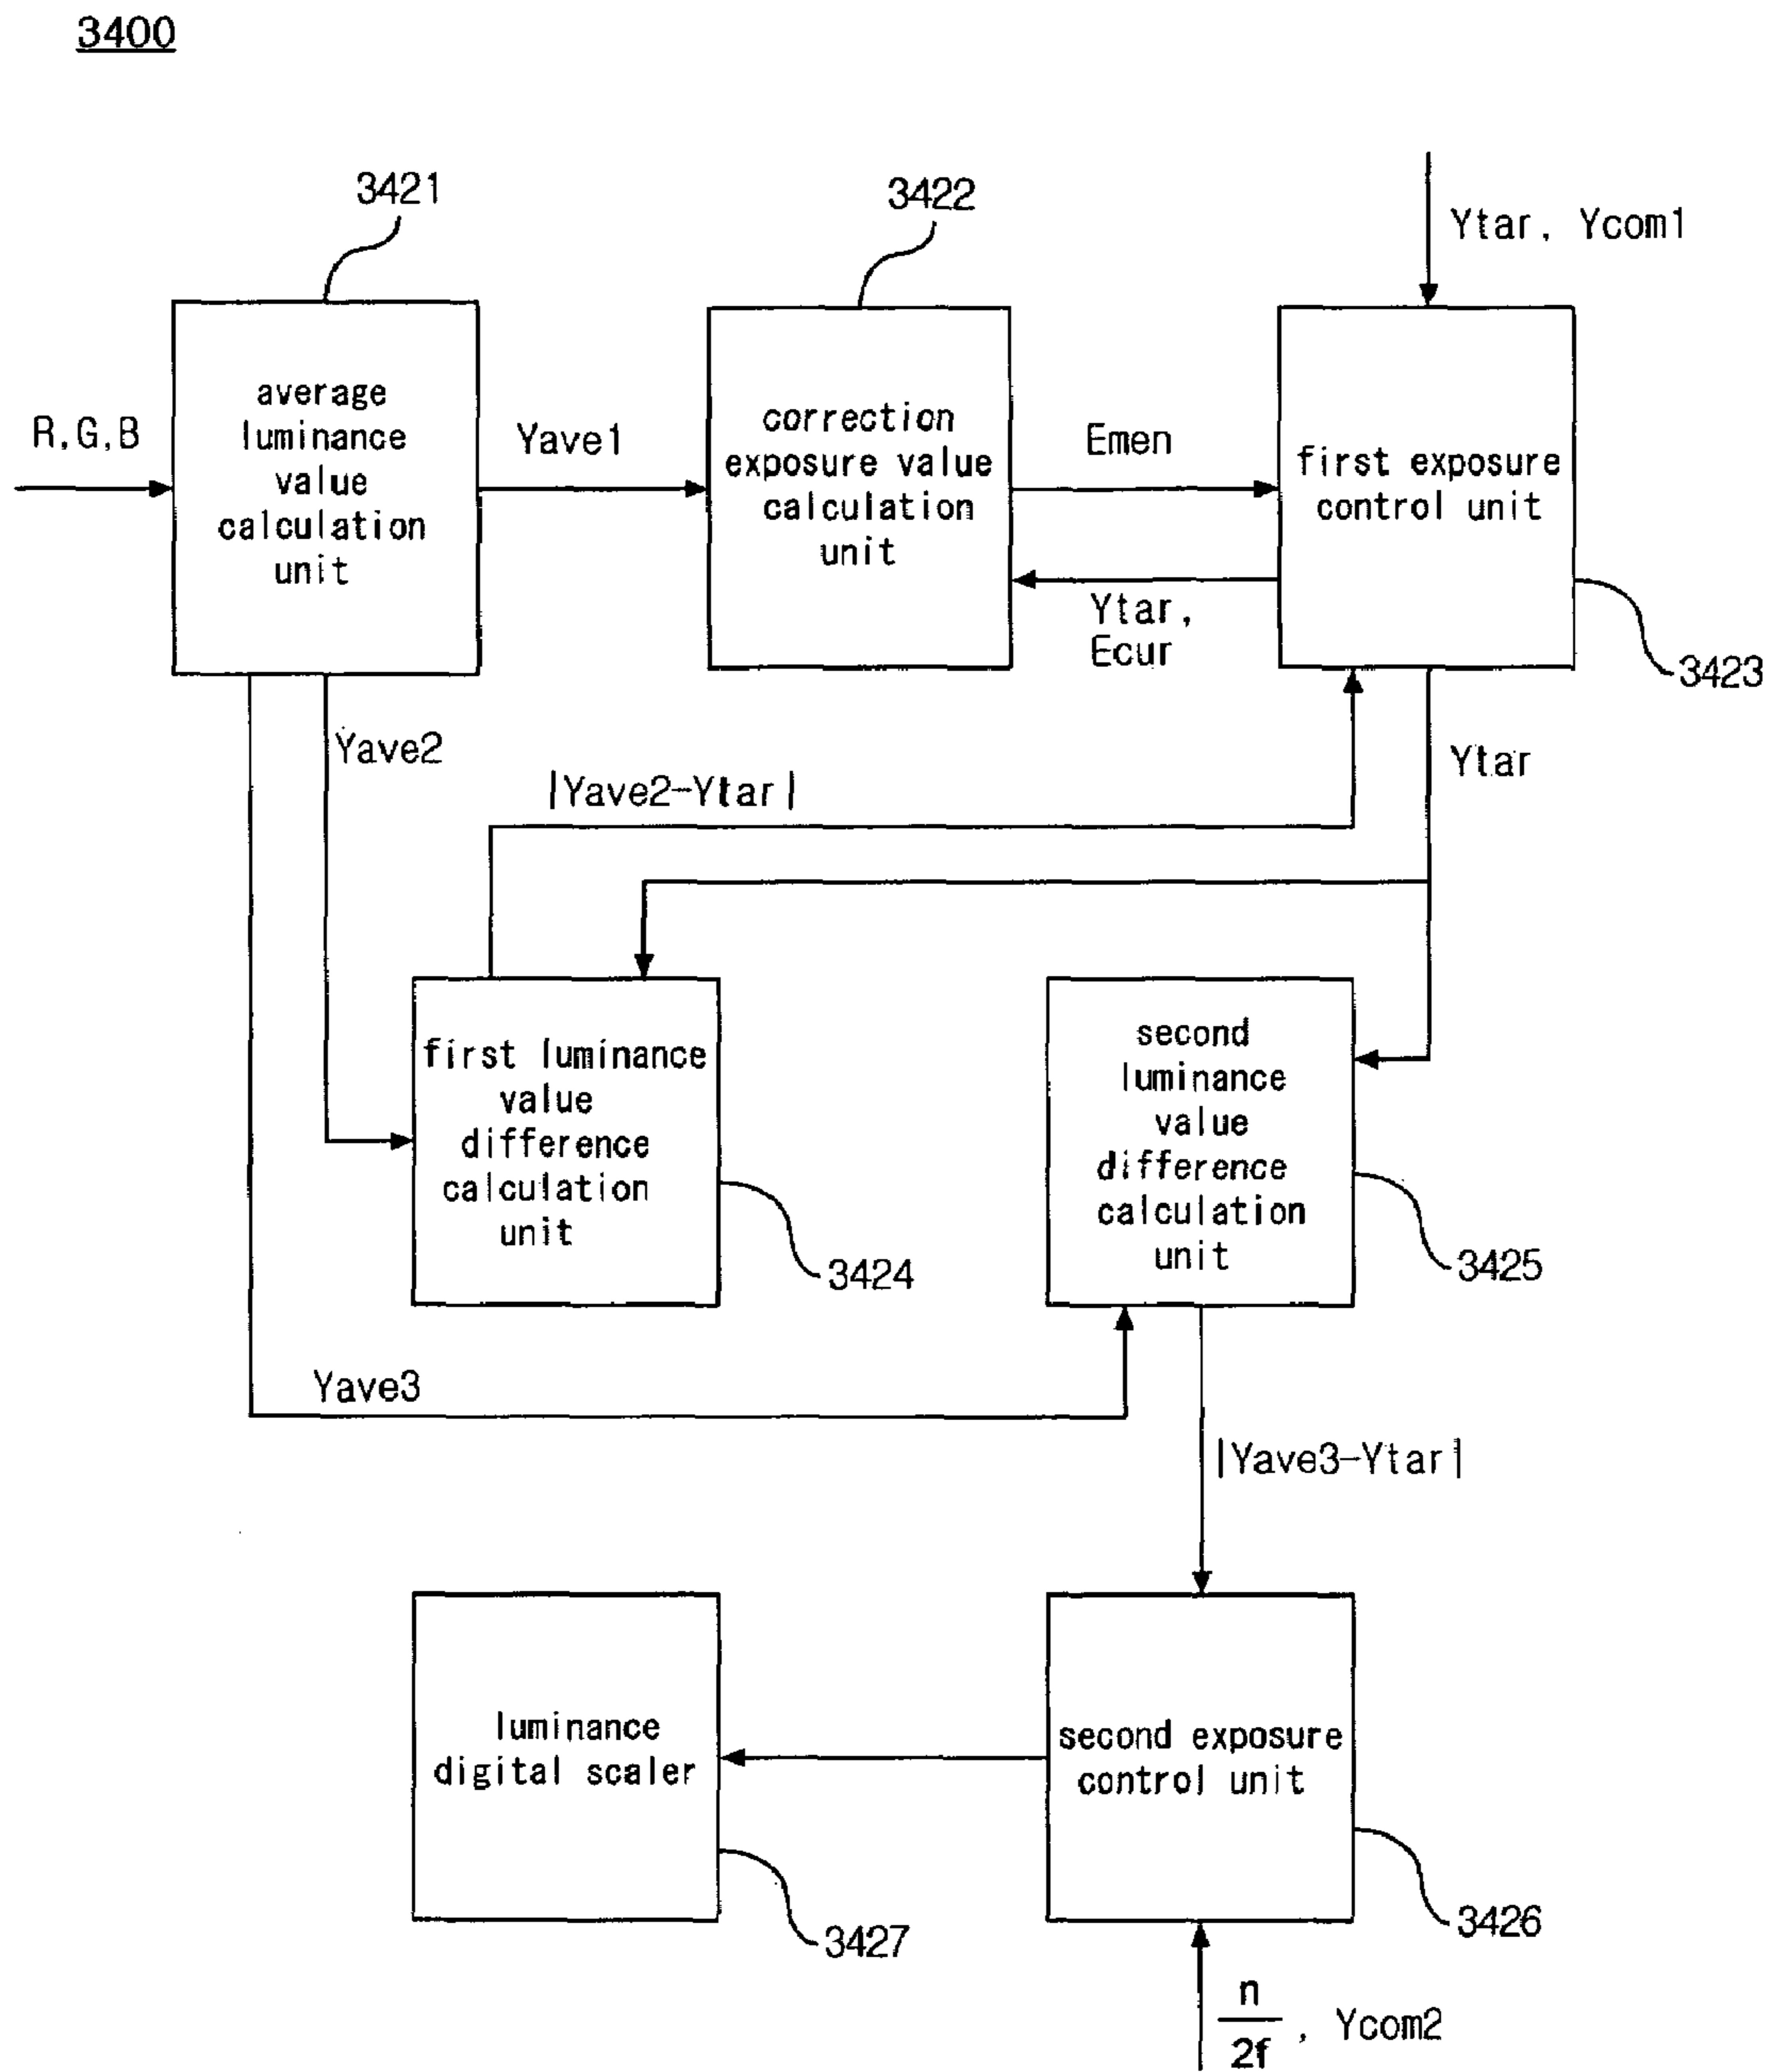 3400
3421
3422
Ytar, Ycom1
R,G,B
average
luminance
value
calculation
unit
Yave1
correction
exposure value
calculation
unit
Emen
first exposure
control unit
Ytar,
Ecur
3423
Yave2
|Yave2-Ytar|
Ytar
first luminance
value
difference
calculation
unit
3424
second
luminance
value
difference
calculation
unit
3425
Yave3
|Yave3-Ytar|
luminance
digital scaler
3427
second exposure
control unit
3426
n
2f
, Ycom2